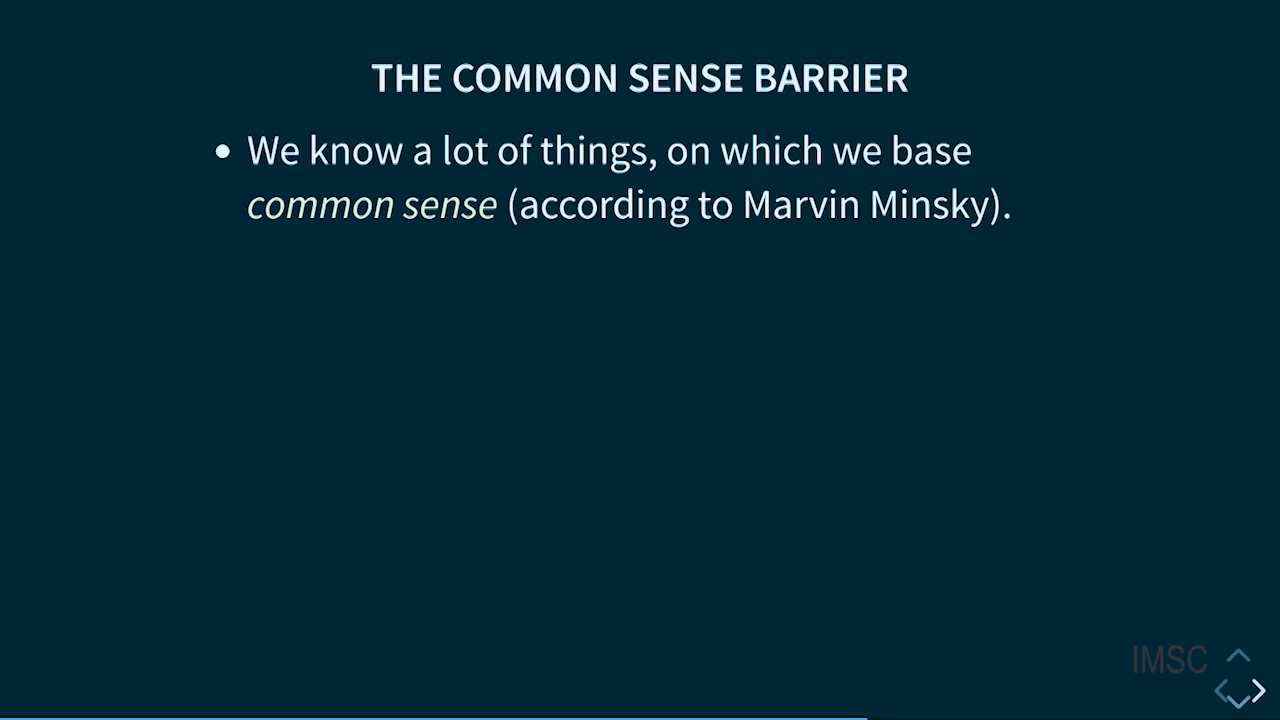 THE COMMON SENSE BARRIER
• We know a lot of things, on which we base
common sense (according to Marvin Minsky).
IMSC